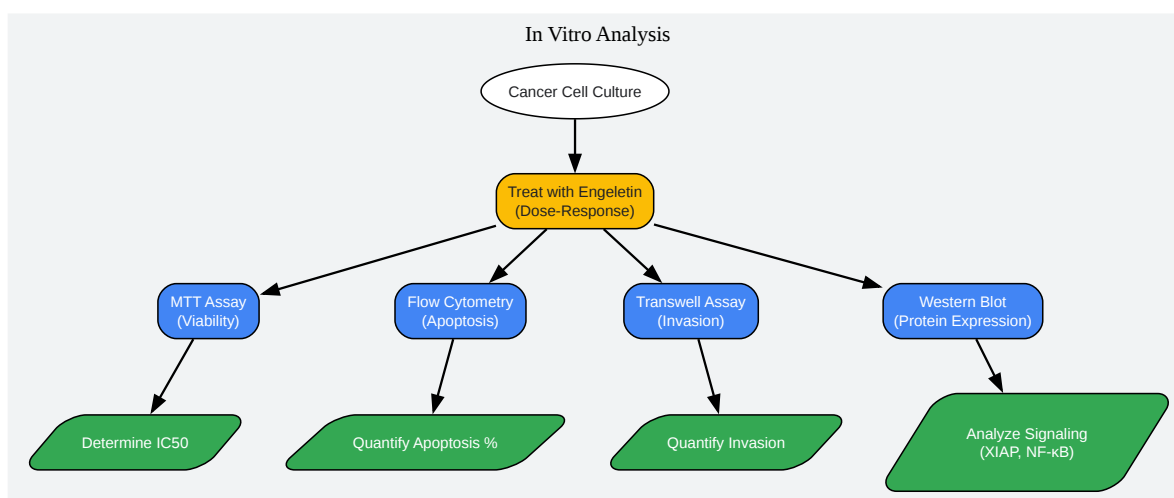 In Vitro Analysis
Cancer Cell Culture
Treat with Engeletin
(Dose-Response)
MTT Assay
(Viability)
Flow Cytometry
(Apoptosis)
Transwell Assay
(Invasion)
Western Blot
(Protein Expression)
Determine IC50
Quantify Apoptosis %
Quantify Invasion
Analyze Signaling
(XIAP, NF-κB)